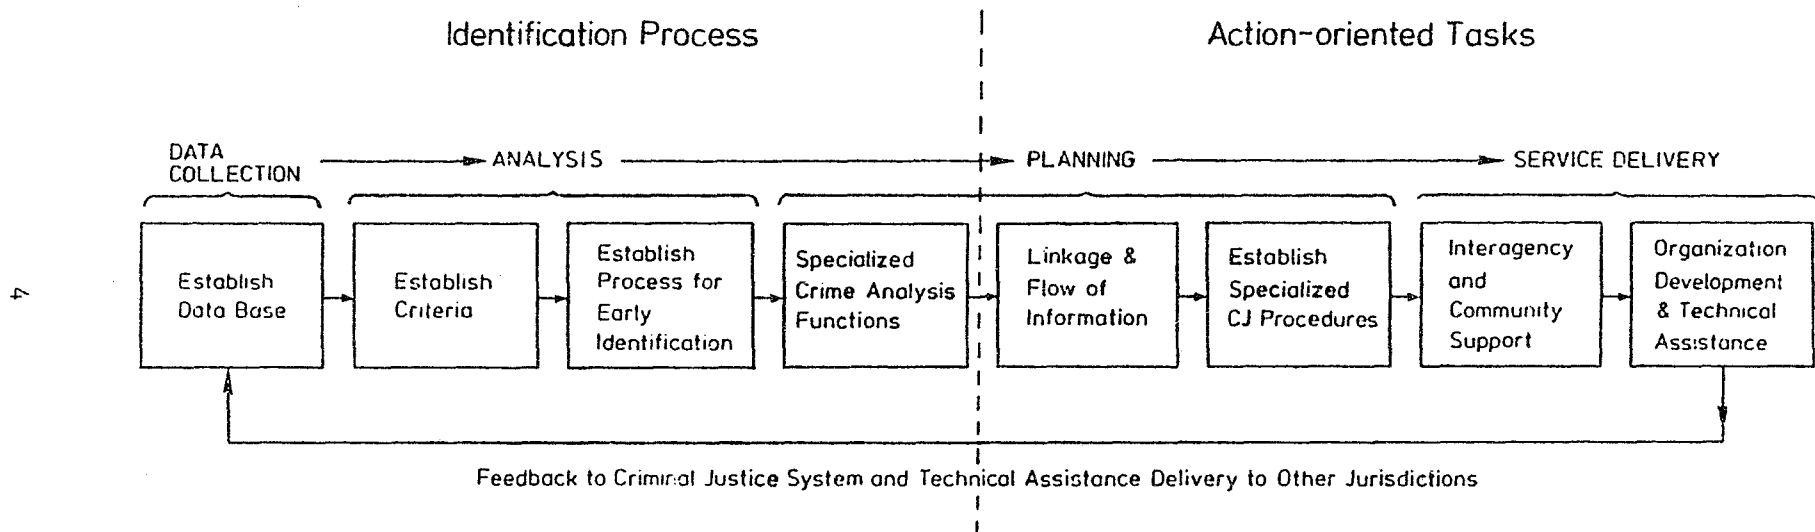 Identification Process
Action-oriented Tasks
DATA
COLLECTION
ANALYSIS
PLANNING
SERVICE DELIVERY
Establish
Data Base
Establish
Criteria
Establish
Process for
Early
Identification
Specialized
Crime Analysis
Functions
Linkage &
Flow of
Information
Establish
Specialized
CJ Procedures
Interagency
and
Community
Support
Organization
Development
& Technical
Assistance
Feedback to Criminal Justice System and Technical Assistance Delivery to Other Jurisdictions
4